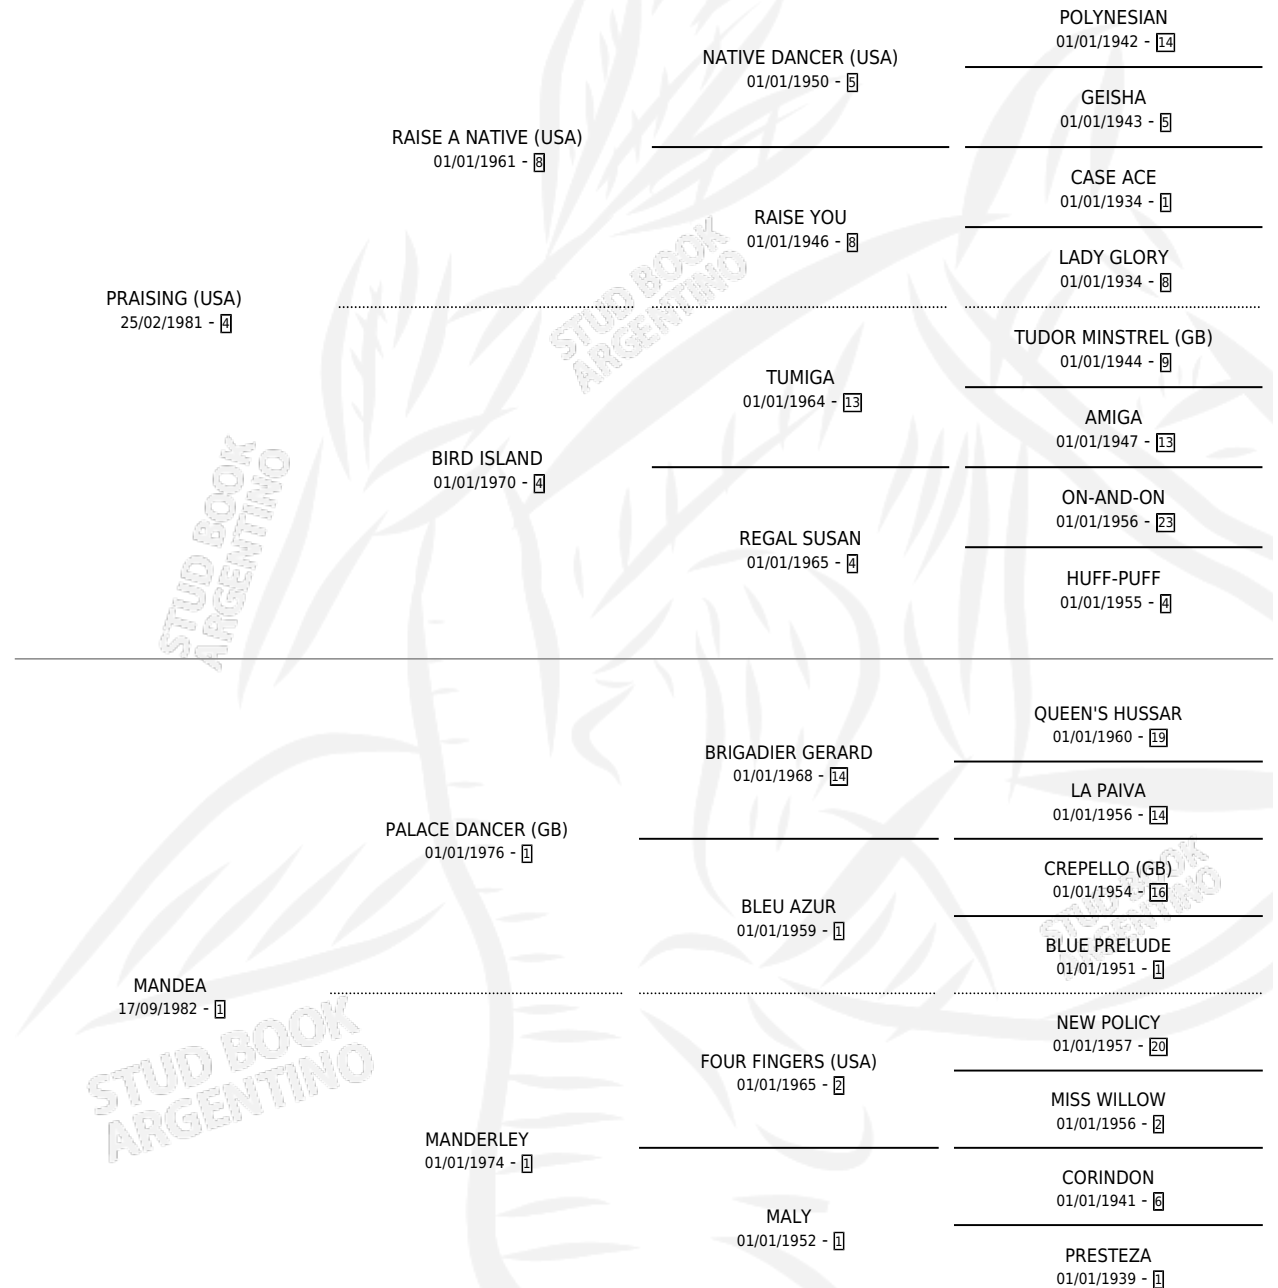 POLYNESIAN
01/01/1942 - 14
NATIVE DANCER (USA)
01/01/1950 - 5
GEISHA
01/01/1943 - 5
RAISE A NATIVE (USA)
01/01/1961 - 8
CASE ACE
01/01/1934 - 1
RAISE YOU
01/01/1946 - 8
LADY GLORY
01/01/1934 - 8
PRAISING (USA)
25/02/1981 - 4
STUD BOOK
ARGENTINO
TUDOR MINSTREL (GB)
01/01/1944 - 9
TUMIGA
01/01/1964 - 13
AMIGA
01/01/1947 - 13
BIRD ISLAND
01/01/1970 - 4
ON-AND-ON
01/01/1956 - 23
REGAL SUSAN
01/01/1965 - 4
HUFF-PUFF
01/01/1955 - 4
STUD BOOK
ARGENTINO
QUEEN'S HUSSAR
01/01/1960 - 19
BRIGADIER GERARD
01/01/1968 - 14
LA PAIVA
01/01/1956 - 14
PALACE DANCER (GB)
01/01/1976 - 1
CREPELLO (GB)
01/01/1954 - 16
BLEU AZUR
01/01/1959 - 1
STUD BOOK
ARGENTINO
BLUE PRELUDE
01/01/1951 - 1
MANDEA
17/09/1982 - 1
NEW POLICY
01/01/1957 - 20
FOUR FINGERS (USA)
01/01/1965 - 2
MISS WILLOW
01/01/1956 - 2
STUD BOOK
ARGENTINO
MANDERLEY
01/01/1974 - 1
CORINDON
01/01/1941 - 6
MALY
01/01/1952 - 1
PRESTEZA
01/01/1939 - 1